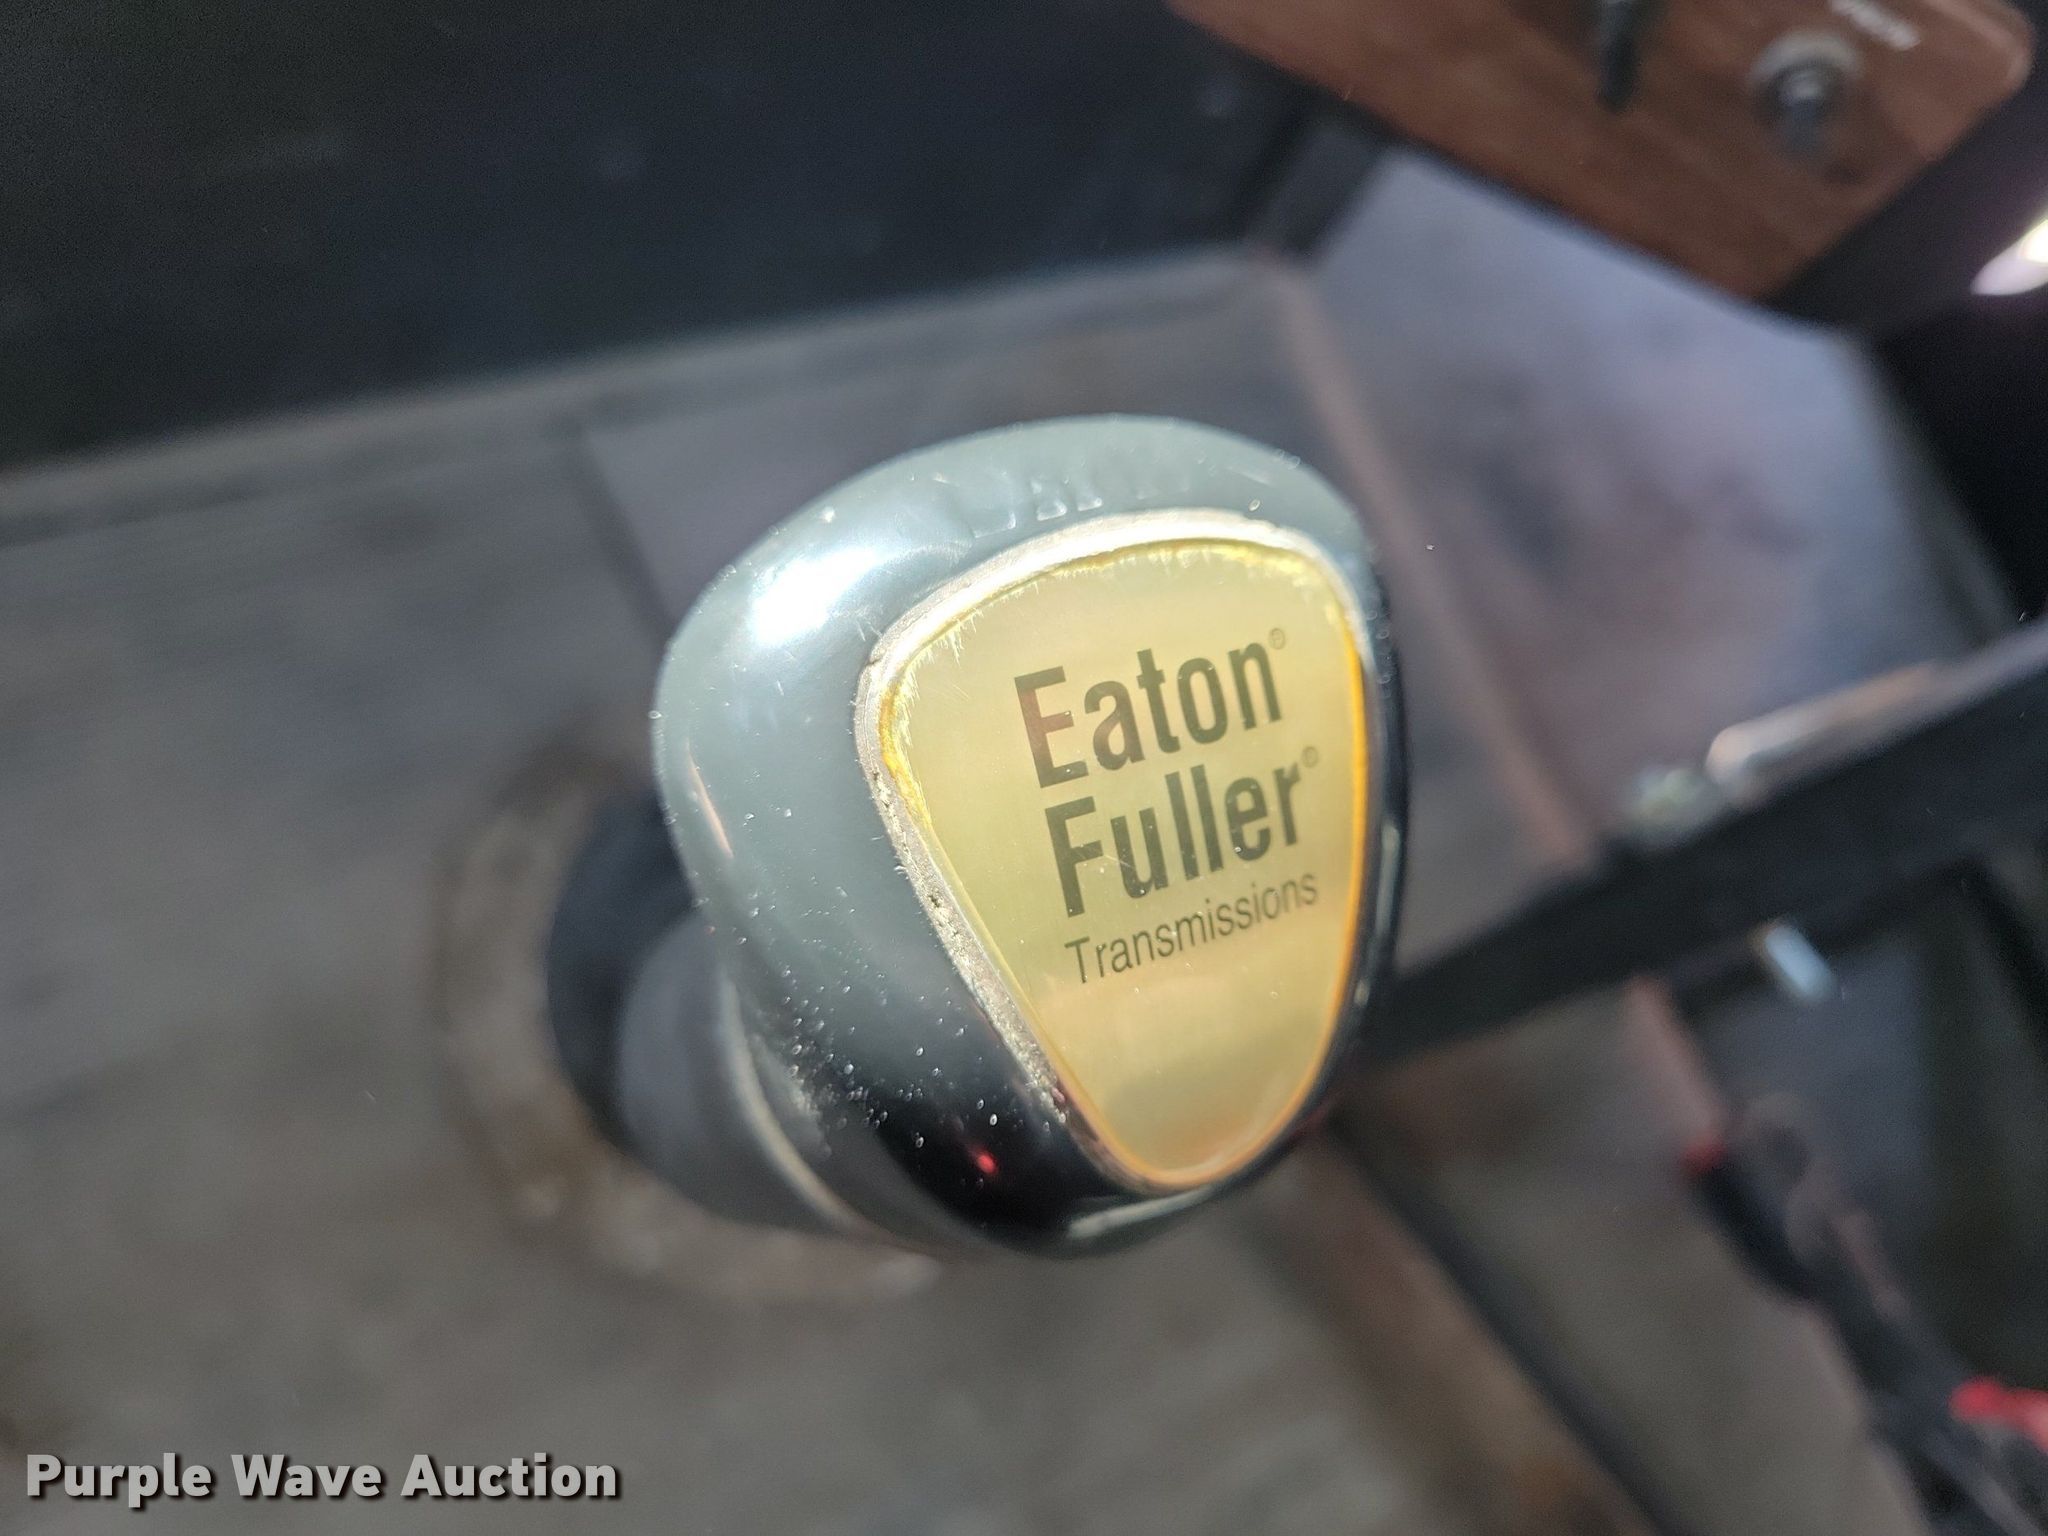 Eaton®
Fuller®
Transmissions
Purple Wave Auction